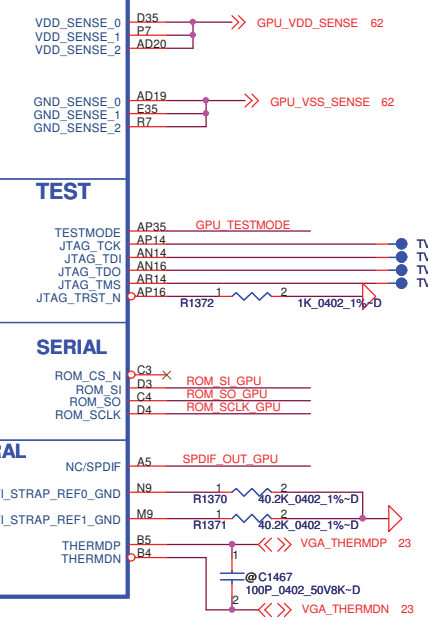 VDD_SENSE_0 D35 GPU_VDD_SENSE 62
VDD_SENSE_1 P7
VDD_SENSE_2 AD20
GND_SENSE_0 AD19 GPU_VSS_SENSE 62
GND_SENSE_1 E35
GND_SENSE_2 R7
TEST
TESTMODE AP35 GPU_TESTMODE
JTAG_TCK AP14
JTAG_TDI AN14
JTAG_TDO AN16
JTAG_TMS AR14
JTAG_TRST_N AP16 1 2
R1372 1K_0402_1%~D
SERIAL
ROM_CS_N C3
ROM_SI D3 ROM_SI_GPU
ROM_SO C4 ROM_SO_GPU
ROM_SCLK D4 ROM_SCLK_GPU
RAL
NC/SPDIF A5 SPDIF_OUT_GPU
I_STRAP_REF0_GND N9 1 2
R1370 40.2K_0402_1%~D
I_STRAP_REF1_GND M9 1 2
R1371 40.2K_0402_1%~D
THERMDP B5 VGA_THERMDP 23
THERMDN B4 1
@ C1467
100P_0402_50V8K~D
2
VGA_THERMDN 23